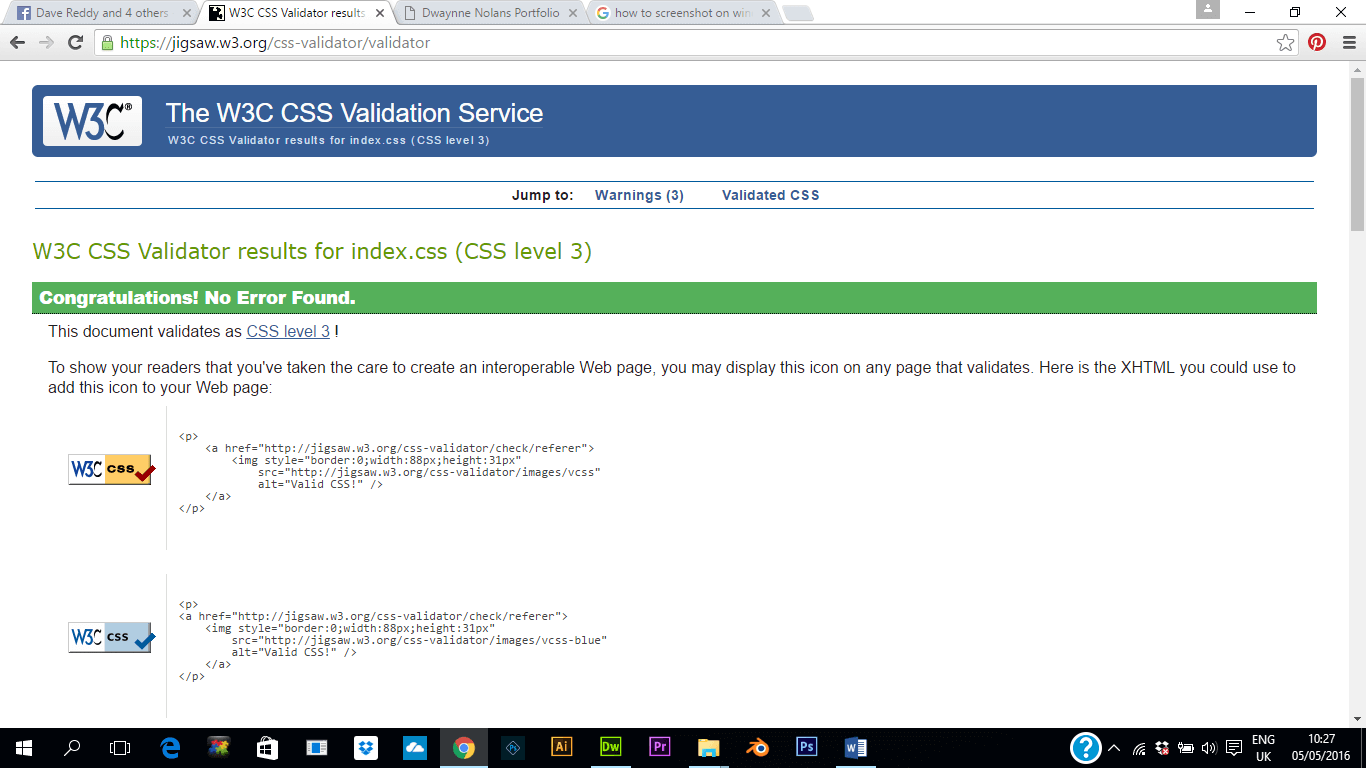 Dave Reddy and 4 others
W3C CSS Validator results
Dwaynne Nolans Portfolio
how to screenshot on win
https://jigsaw.w3.org/css-validator/validator
W3C®
The W3C CSS Validation Service
W3C CSS Validator results for index.css (CSS level 3)
Jump to: Warnings (3) Validated CSS
W3C CSS Validator results for index.css (CSS level 3)
Congratulations! No Error Found.
This document validates as CSS level 3 !
To show your readers that you've taken the care to create an interoperable Web page, you may display this icon on any page that validates. Here is the XHTML you could use to
add this icon to your Web page:
W3C css
<p>
<a href="http://jigsaw.w3.org/css-validator/check/referer">
<img style="border:0;width:88px;height:31px"
src="http://jigsaw.w3.org/css-validator/images/vcss"
alt="Valid CSS!" />
</a>
</p>
W3C css
<p>
<a href="http://jigsaw.w3.org/css-validator/check/referer">
<img style="border:0;width:88px;height:31px"
src="http://jigsaw.w3.org/css-validator/images/vcss-blue"
alt="Valid CSS!" />
</a>
</p>
Ai
Dw
Pr
Ps
ENG
UK
10:27
05/05/2016